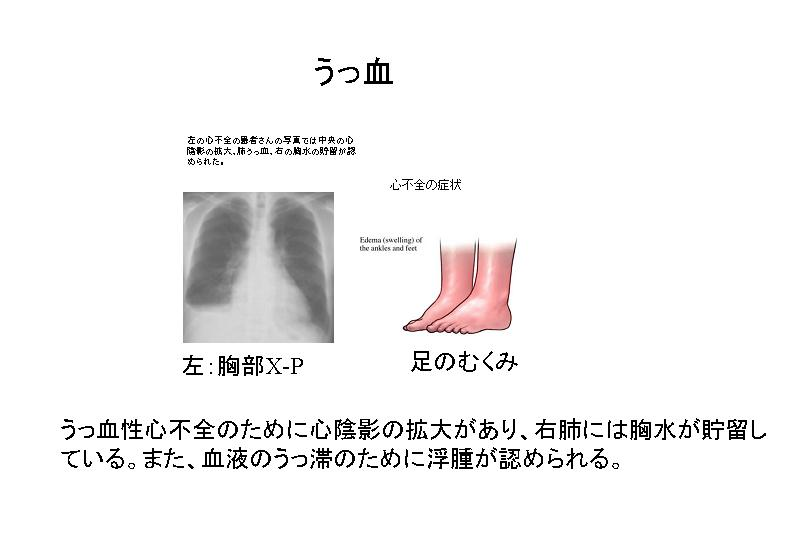 うっ血
左の心不全の患者さんの写真では中央の心
陰影の拡大、肺うっ血、右の胸水の貯留が認
められた。
心不全の症状
Edema (swelling) of
the ankles and feet
左：胸部X-P
足のむくみ
うっ血性心不全のために心陰影の拡大があり、右肺には胸水が貯留し
ている。また、血液のうっ滞のために浮腫が認められる。